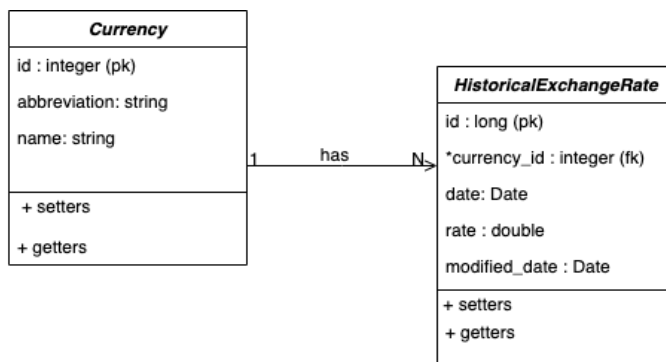 Currency
id : integer (pk)
abbreviation: string
name: string
+ setters
+ getters
1
has
N
HistoricalExchangeRate
id : long (pk)
*currency_id : integer (fk)
date: Date
rate : double
modified_date : Date
+ setters
+ getters